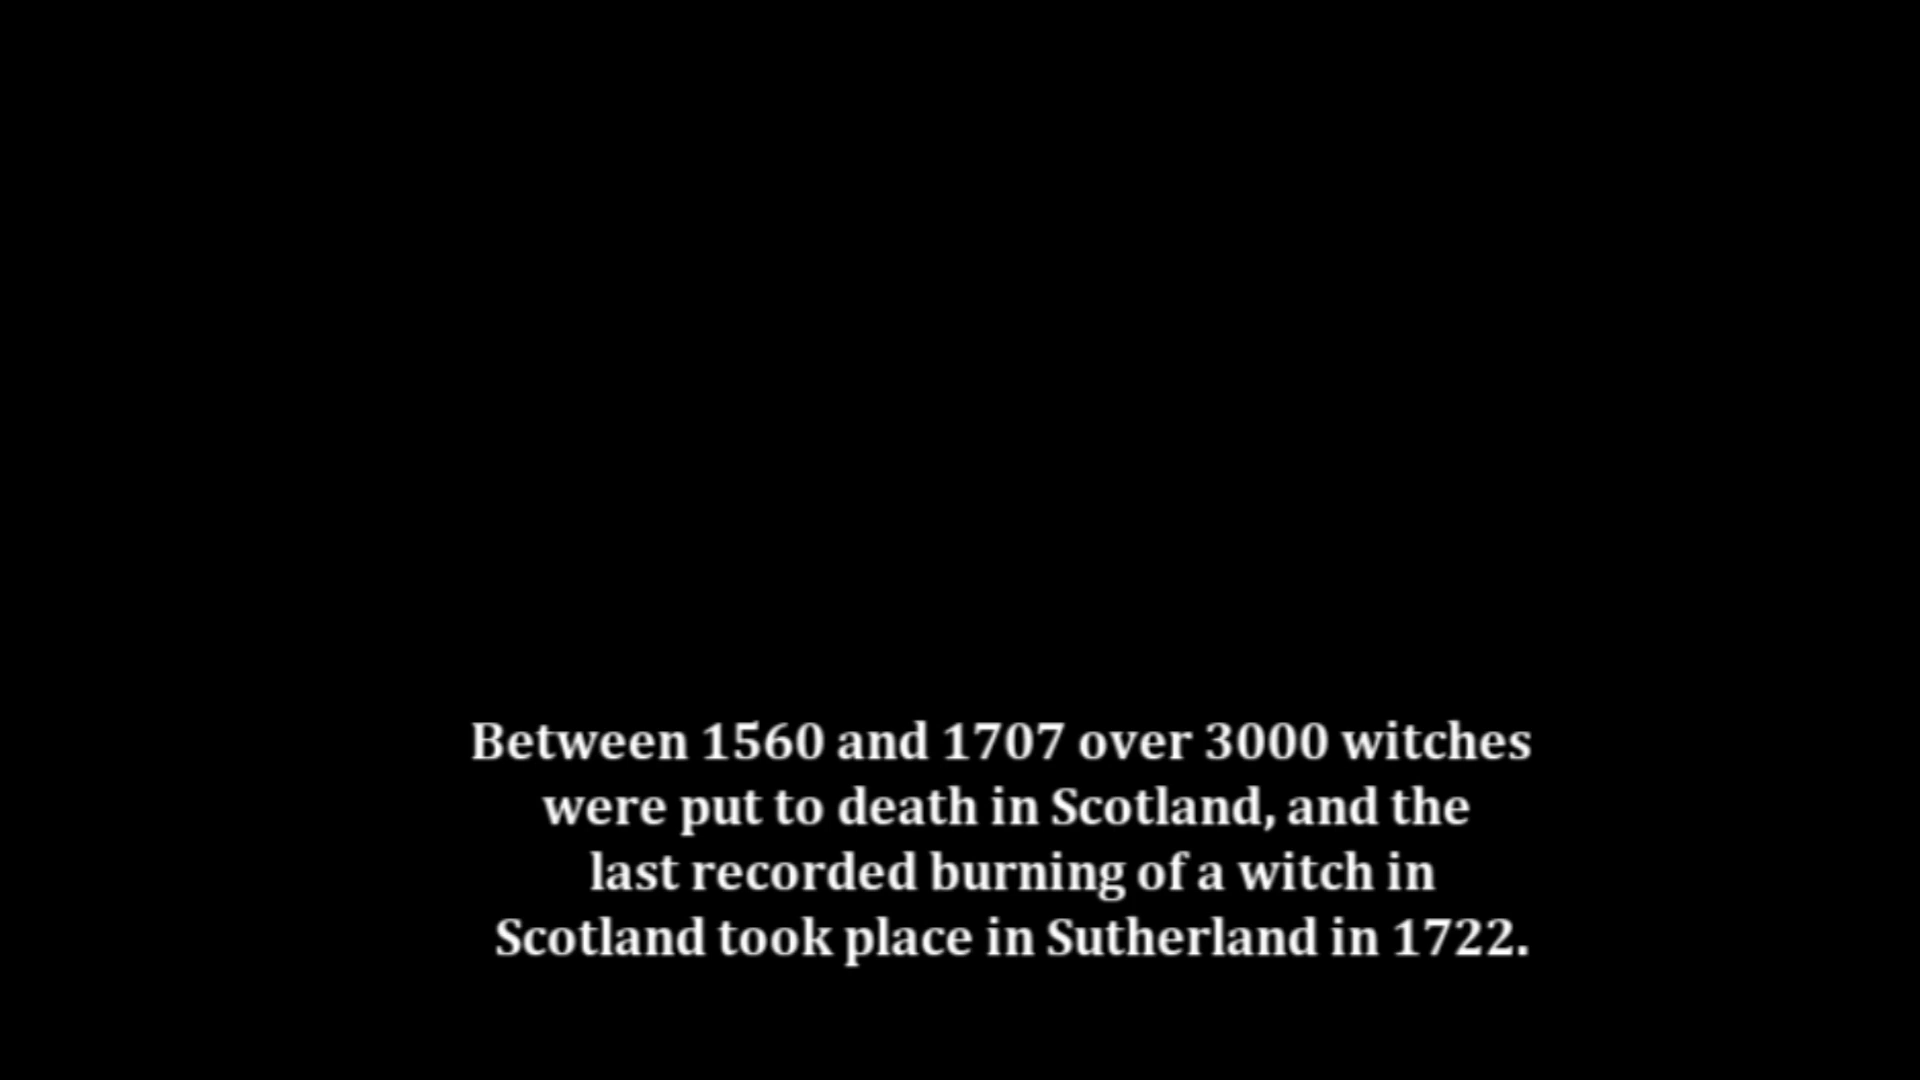 Between 1560 and 1707 over 3000 witches
were put to death in Scotland, and the
last recorded burning of a witch in
Scotland took place in Sutherland in 1722.